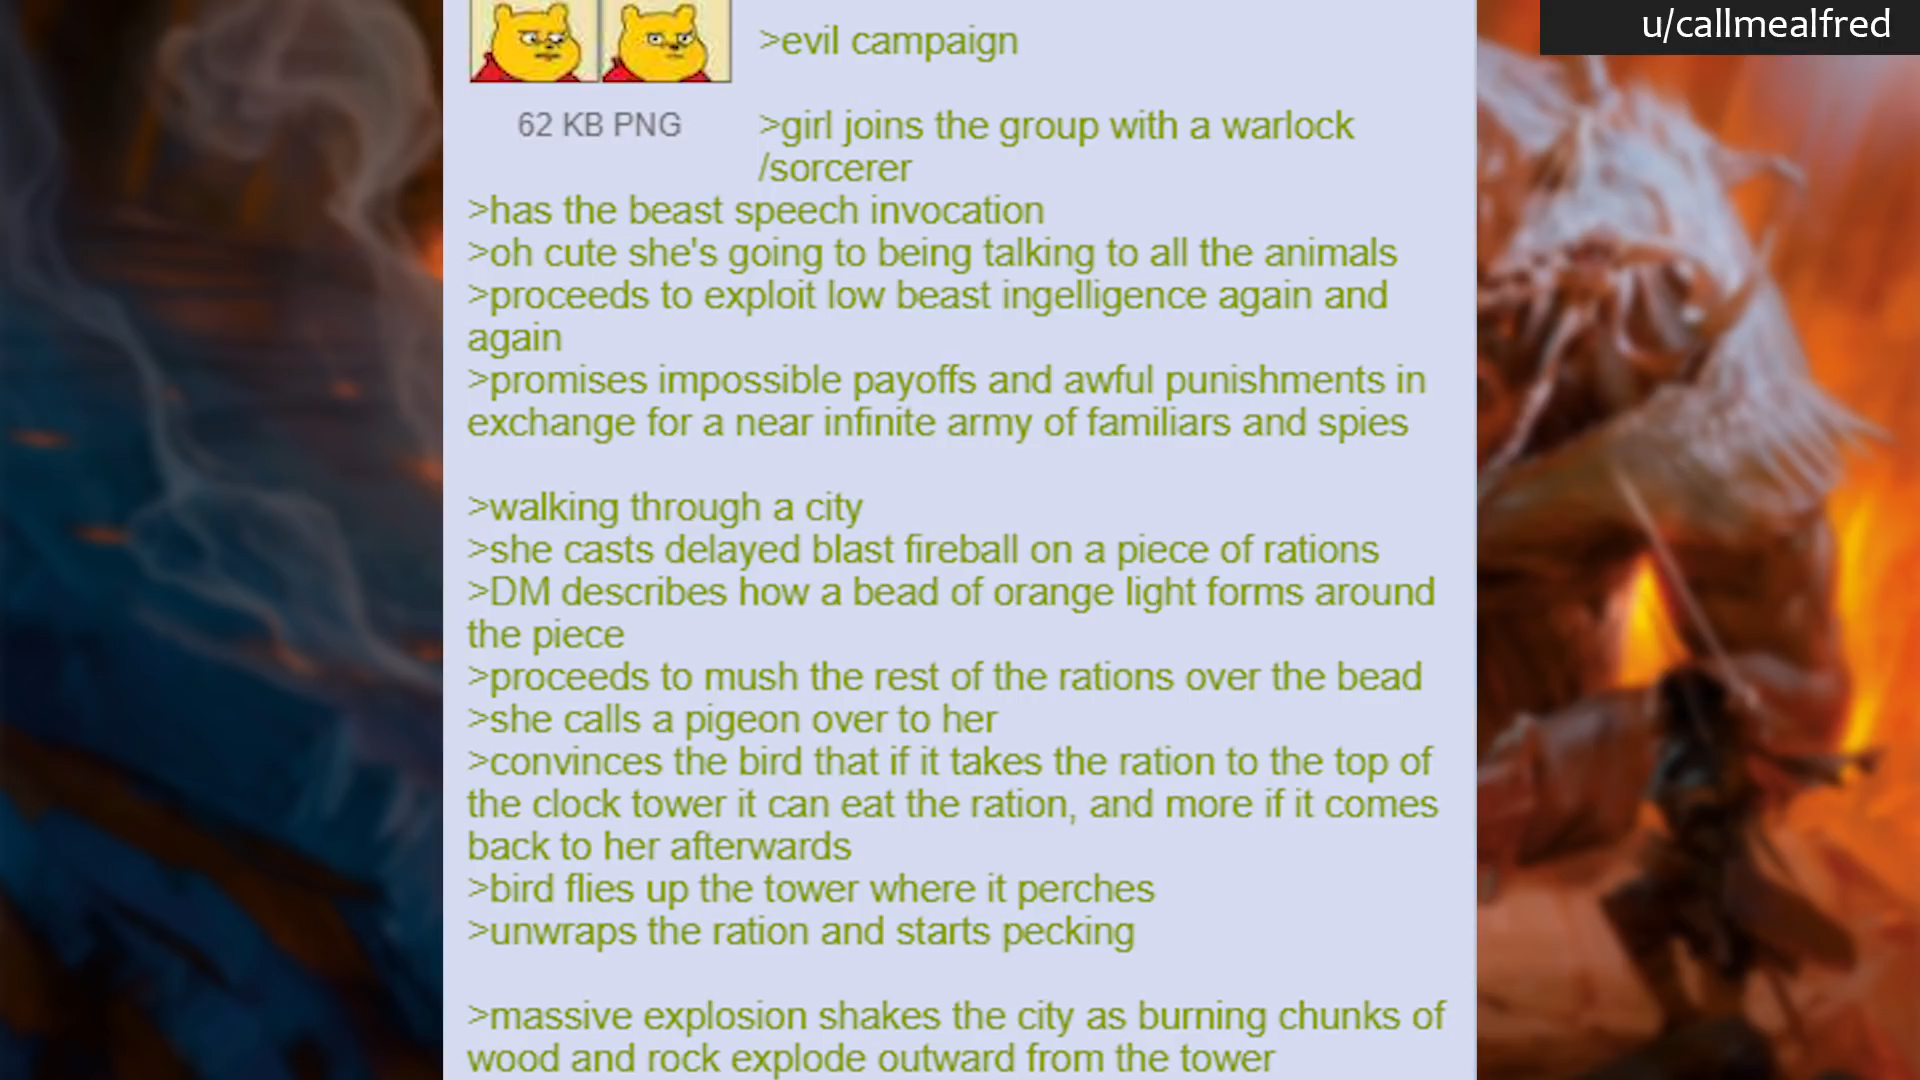 u/callmealfred
>evil campaign
62 KB PNG
>girl joins the group with a warlock
/sorcerer
>has the beast speech invocation
>oh cute she's going to being talking to all the animals
>proceeds to exploit low beast ingelligence again and
again
>promises impossible payoffs and awful punishments in
exchange for a near infinite army of familiars and spies
>walking through a city
>she casts delayed blast fireball on a piece of rations
>DM describes how a bead of orange light forms around
the piece
>proceeds to mush the rest of the rations over the bead
>she calls a pigeon over to her
>convinces the bird that if it takes the ration to the top of
the clock tower it can eat the ration, and more if it comes
back to her afterwards
>bird flies up the tower where it perches
>unwraps the ration and starts pecking
>massive explosion shakes the city as burning chunks of
wood and rock explode outward from the tower